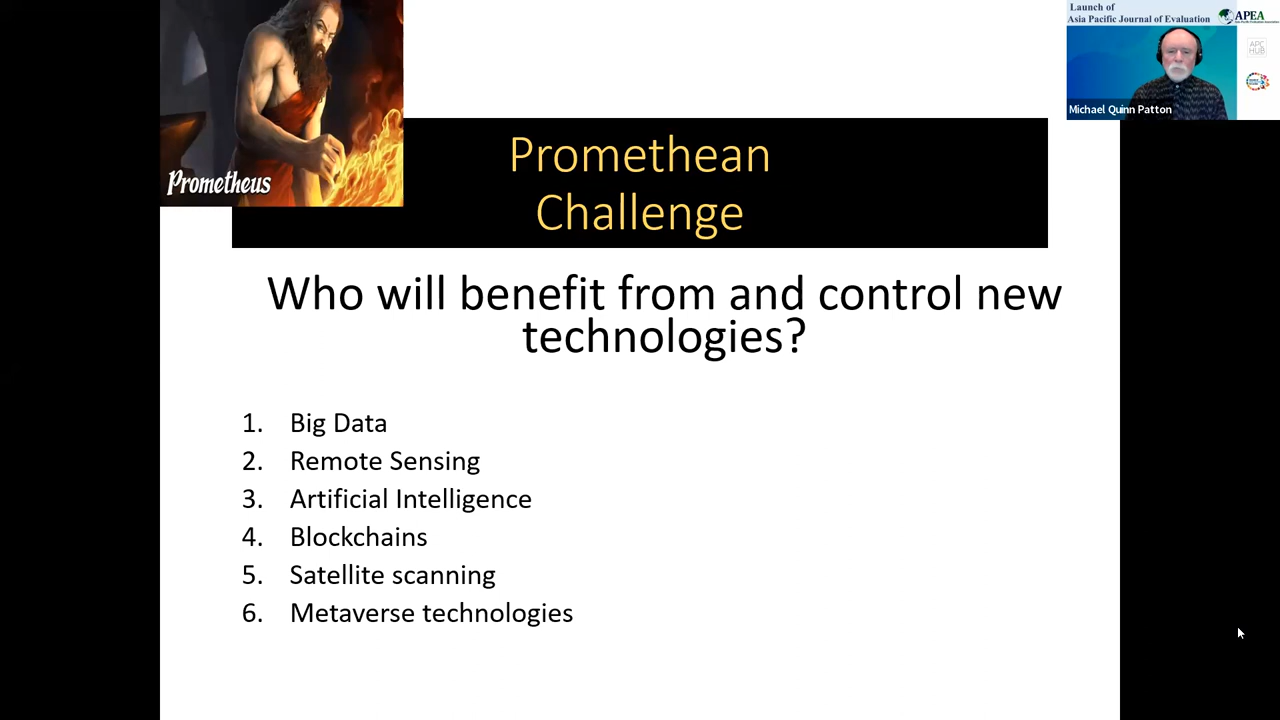 Launch of
Asia Pacific Journal of Evaluation
APEA
APC
HUB
Michael Quinn Patton
Prometheus
Promethean
Challenge
Who will benefit from and control new
technologies?
1. Big Data
2. Remote Sensing
3. Artificial Intelligence
4. Blockchains
5. Satellite scanning
6. Metaverse technologies